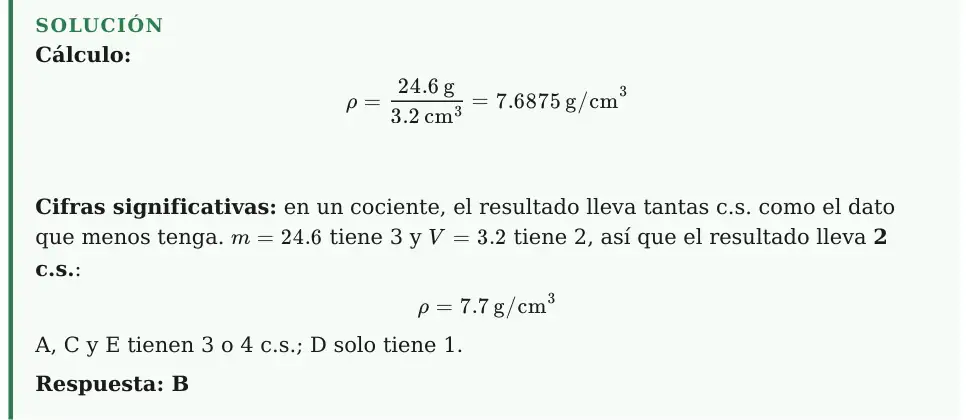 SOLUCIÓN
Cálculo:
ρ = 24.6 g / 3.2 cm³ = 7.6875 g/cm³
Cifras significativas: en un cociente, el resultado lleva tantas c.s. como el dato
que menos tenga. m = 24.6 tiene 3 y V = 3.2 tiene 2, así que el resultado lleva 2
c.s.:
ρ = 7.7 g/cm³
A, C y E tienen 3 o 4 c.s.; D solo tiene 1.
Respuesta: B